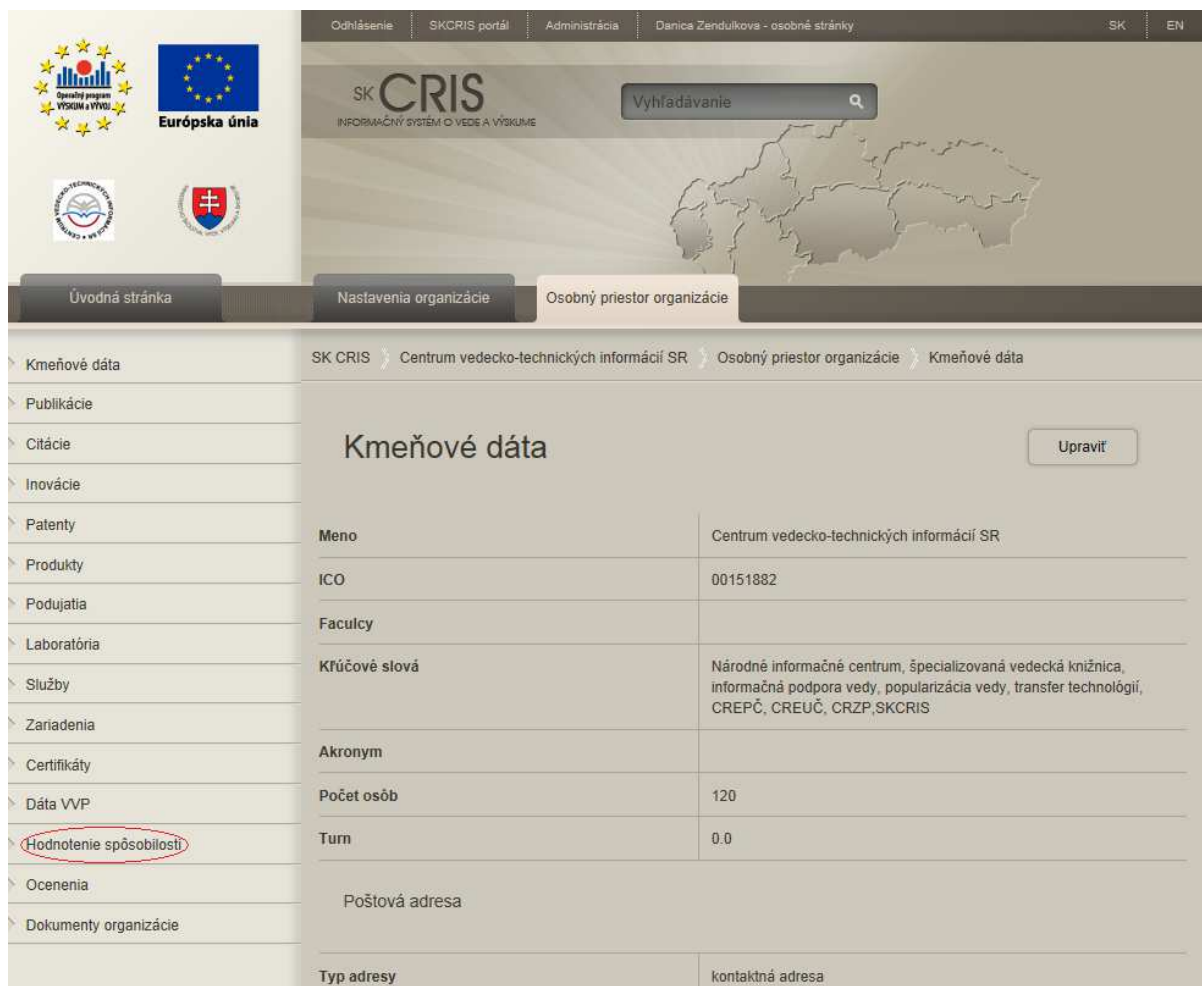 Odhlásenie SKCRIS portál Administrácia Danica Zendulkova - osobné stránky SK EN
Operačný program
VÝSKUM a VÝVOJ
Európska únia
SK CRIS
INFORMAČNÝ SYSTÉM O VEDE A VÝSKUME
Vyhľadávanie
Úvodná stránka
Nastavenia organizácie
Osobný priestor organizácie
Kmeňové dáta
Publikácie
Citácie
Inovácie
Patenty
Produkty
Podujatia
Laboratória
Služby
Zariadenia
Certifikáty
Dáta VVP
Hodnotenie spôsobilosti
Ocenenia
Dokumenty organizácie
SK CRIS Centrum vedecko-technických informácií SR Osobný priestor organizácie Kmeňové dáta
Kmeňové dáta
Upraviť
Meno Centrum vedecko-technických informácií SR
ICO 00151882
Faculcy
Kľúčové slová Národné informačné centrum, špecializovaná vedecká knižnica,
informačná podpora vedy, popularizácia vedy, transfer technológií,
CREPČ, CREUČ, CRZP,SKCRIS
Akronym
Počet osôb 120
Turn 0.0
Poštová adresa
Typ adresy kontaktná adresa